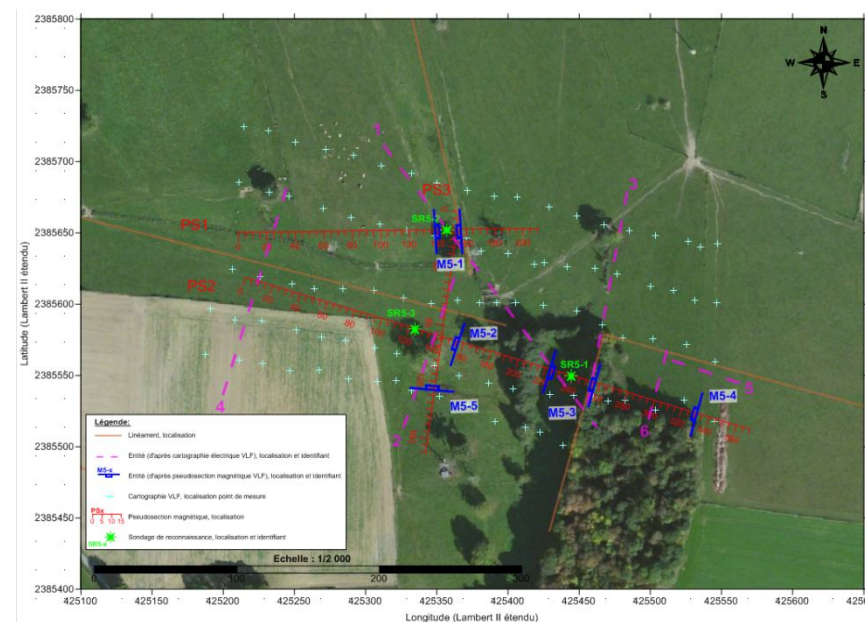 2385800
2385750
2385700
2385650
2385600
2385550
2385500
2385450
2385400
Latitude (Lambert II étendu)
N
W E
S
1
3
PS3
SR5-2
PS1
M5-1
PS2
SR5-3
M5-2
SR5-1
M5-3
M5-4
M5-5
4
2
5
6
Légende:
Linéament, localisation
Entité (d'après cartographie électrique VLF), localisation et identifiant
M5-x
Entité (d'après pseudosection magnétique VLF), localisation et identifiant
Cartographie VLF, localisation point de mesure
PSx
0 5 10 15
Pseudosection magnétique, localisation
SR5-x
Sondage de reconnaissance, localisation et identifiant
Echelle : 1/2 000
0 100 200 300
425100 425150 425200 425250 425300 425350 425400 425450 425500 425550 425600
Longitude (Lambert II étendu)